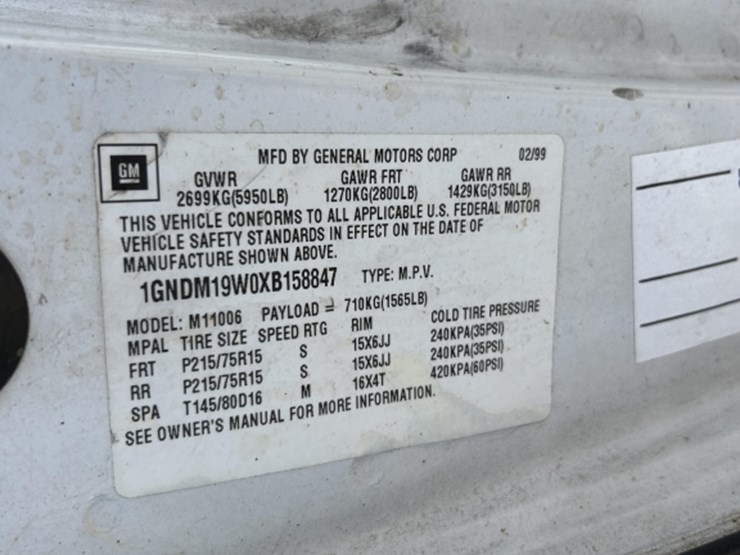 GM
MFD BY GENERAL MOTORS CORP 02/99
GVWR GAWR FRT GAWR RR
2699KG(5950LB) 1270KG(2800LB) 1429KG(3150LB)
THIS VEHICLE CONFORMS TO ALL APPLICABLE U.S. FEDERAL MOTOR
VEHICLE SAFETY STANDARDS IN EFFECT ON THE DATE OF
MANUFACTURE SHOWN ABOVE.
1GNDM19W0XB158847 TYPE: M.P.V.
MODEL: M11006 PAYLOAD = 710KG(1565LB)
MPAL TIRE SIZE SPEED RTG RIM COLD TIRE PRESSURE
FRT P215/75R15 S 15X6JJ 240KPA(35PSI)
RR P215/75R15 S 15X6JJ 240KPA(35PSI)
SPA T145/80D16 M 16X4T 420KPA(60PSI)
SEE OWNER'S MANUAL FOR MORE INFORMATION.